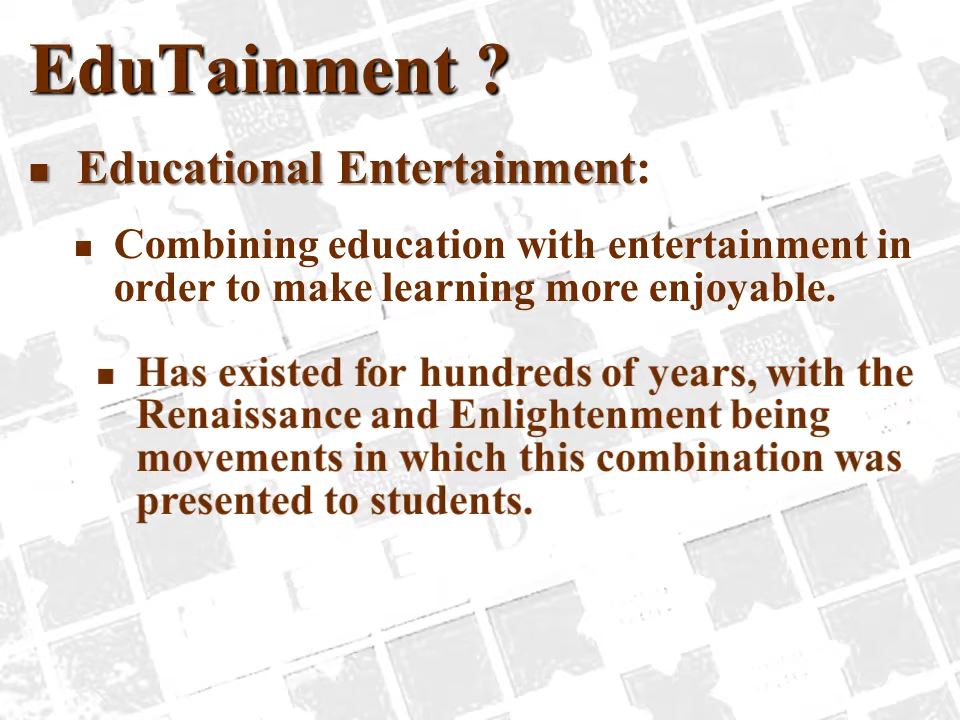 EduTainment ?
Educational Entertainment:
Combining education with entertainment in
order to make learning more enjoyable.
Has existed for hundreds of years, with the
Renaissance and Enlightenment being
movements in which this combination was
presented to students.